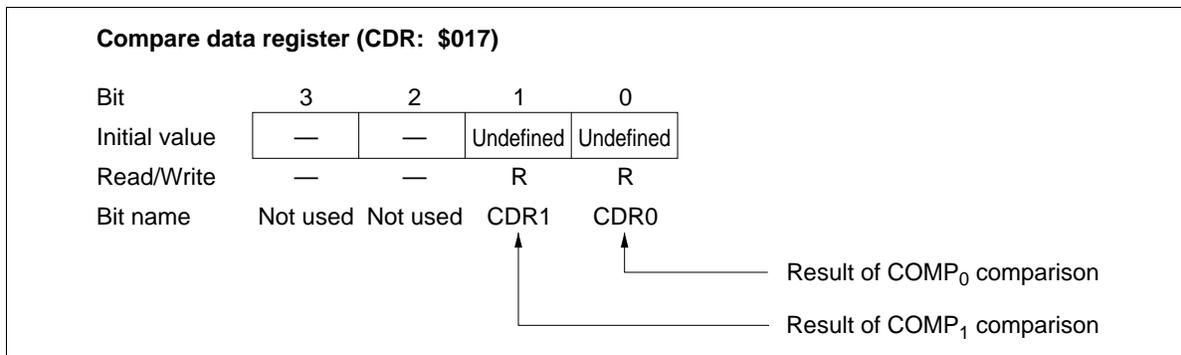 Compare data register (CDR: $017)
Bit 3 2 1 0
Initial value — — Undefined Undefined
Read/Write — — R R
Bit name Not used Not used CDR1 CDR0
Result of COMP₀ comparison
Result of COMP₁ comparison